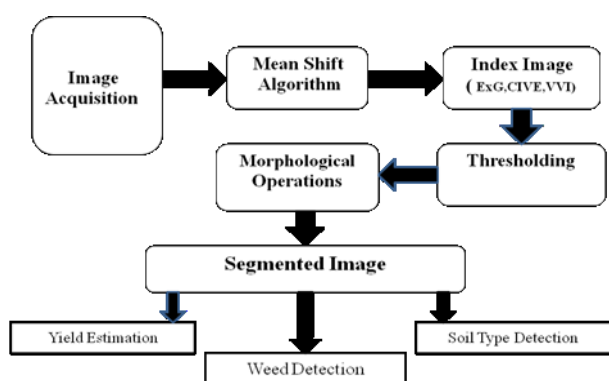 Image
Acquisition
Mean Shift
Algorithm
Index Image
( ExG,CIVE,VVI)
Thresholding
Morphological
Operations
Segmented Image
Yield Estimation
Weed Detection
Soil Type Detection